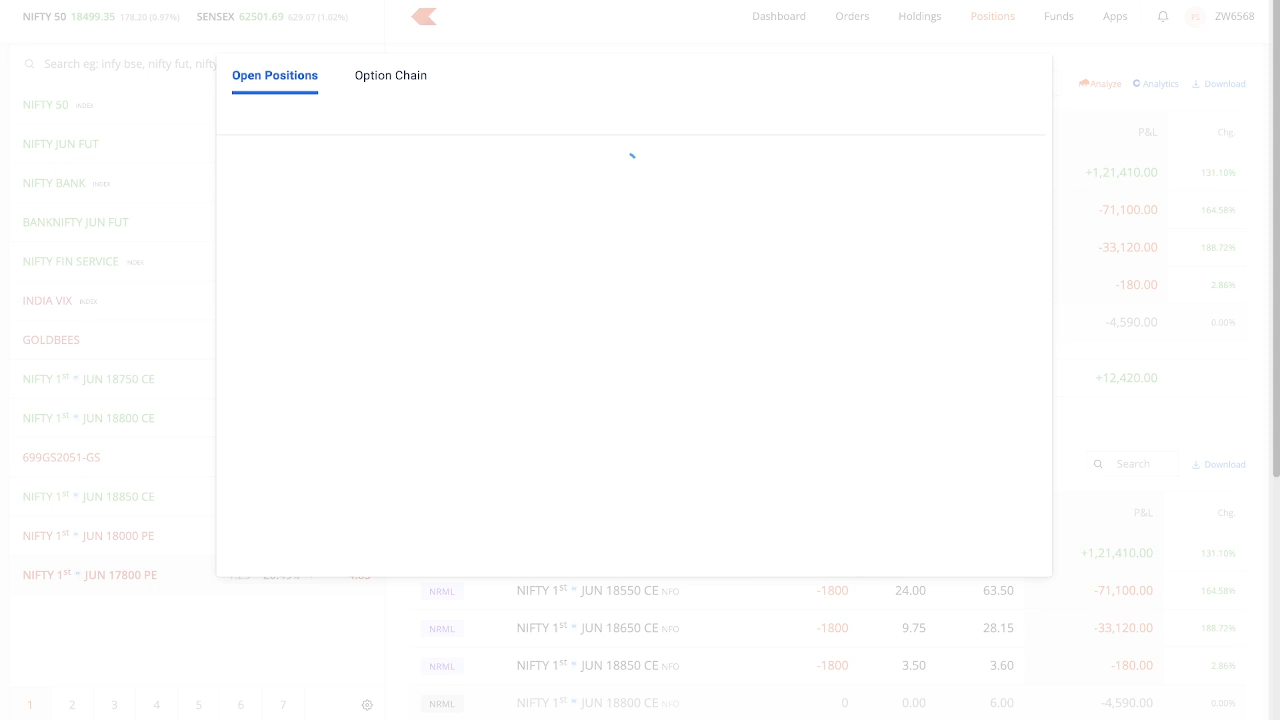 NIFTY 50 18499.35 178.20 (0.97%) SENSEX 62501.69 629.07 (1.02%)
Dashboard Orders Holdings Positions Funds Apps ZW6568
Search eg: infy bse, nifty fut, nifty
Open Positions Option Chain
Analyze Analytics Download
NIFTY 50 INDEX
P&L Chg.
NIFTY JUN FUT
+1,21,410.00 131.10%
NIFTY BANK INDEX
-71,100.00 164.58%
BANKNIFTY JUN FUT
-33,120.00 188.72%
NIFTY FIN SERVICE INDEX
-180.00 2.86%
INDIA VIX INDEX
-4,590.00 0.00%
GOLDBEES
NIFTY 1st JUN 18750 CE
+12,420.00
NIFTY 1st JUN 18800 CE
699GS2051-GS
Search Download
NIFTY 1st JUN 18850 CE
P&L Chg.
NIFTY 1st JUN 18000 PE
+1,21,410.00 131.10%
NIFTY 1st JUN 17800 PE
NRML NIFTY 1st JUN 18550 CE NFO -1800 24.00 63.50 -71,100.00 164.58%
NRML NIFTY 1st JUN 18650 CE NFO -1800 9.75 28.15 -33,120.00 188.72%
NRML NIFTY 1st JUN 18850 CE NFO -1800 3.50 3.60 -180.00 2.86%
NRML NIFTY 1st JUN 18800 CE NFO 0 0.00 6.00 -4,590.00 0.00%
1 2 3 4 5 6 7